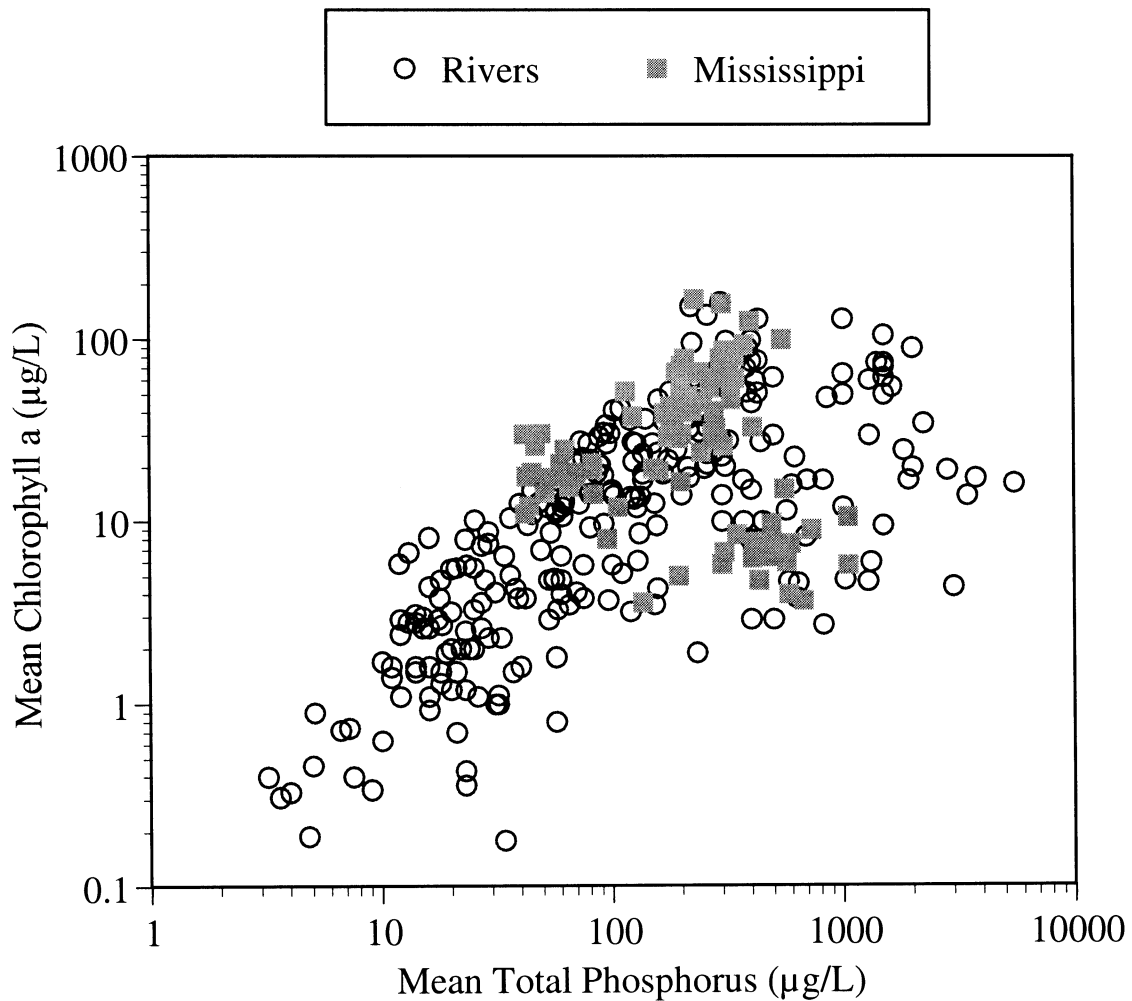 Rivers Mississippi
1000
100
10
1
0.1
Mean Chlorophyll a (µg/L)
1 10 100 1000 10000
Mean Total Phosphorus (µg/L)